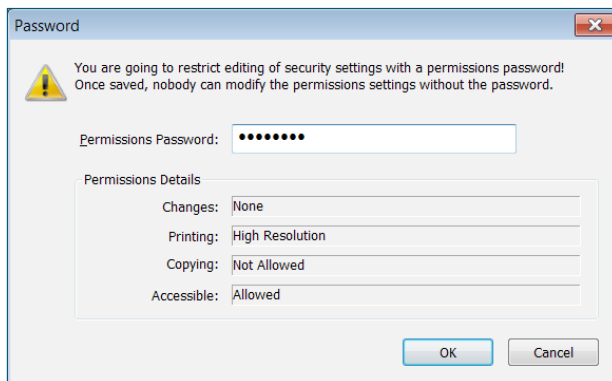 Password
You are going to restrict editing of security settings with a permissions password!
Once saved, nobody can modify the permissions settings without the password.
Permissions Password: ••••••••
Permissions Details
Changes: None
Printing: High Resolution
Copying: Not Allowed
Accessible: Allowed
OK Cancel